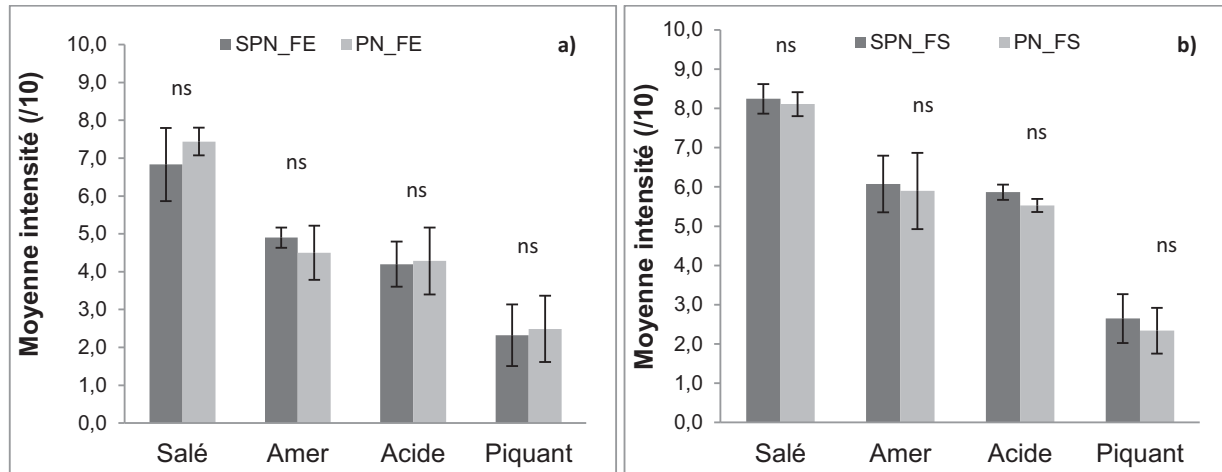 Moyenne intensité (/10)
10,0
9,0
8,0
7,0
6,0
5,0
4,0
3,0
2,0
1,0
0,0
SPN_FE PN_FE
a)
ns
ns
ns
ns
Salé Amer Acide Piquant
Moyenne intensité (/10)
10,0
9,0
8,0
7,0
6,0
5,0
4,0
3,0
2,0
1,0
0,0
SPN_FS PN_FS
b)
ns
ns
ns
ns
Salé Amer Acide Piquant